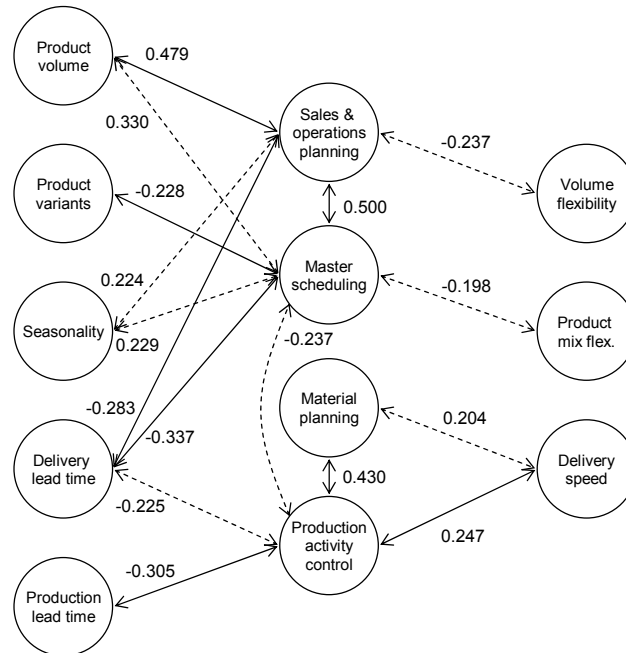 Product
volume
0.479
0.330
Sales &
operations
planning
-0.237
Product
variants
-0.228
Volume
flexibility
0.500
Master
scheduling
0.224
Seasonality
0.229
-0.198
Product
mix flex.
-0.237
Material
planning
-0.283
-0.337
0.204
Delivery
lead time
Delivery
speed
0.430
-0.225
Production
activity
control
0.247
-0.305
Production
lead time